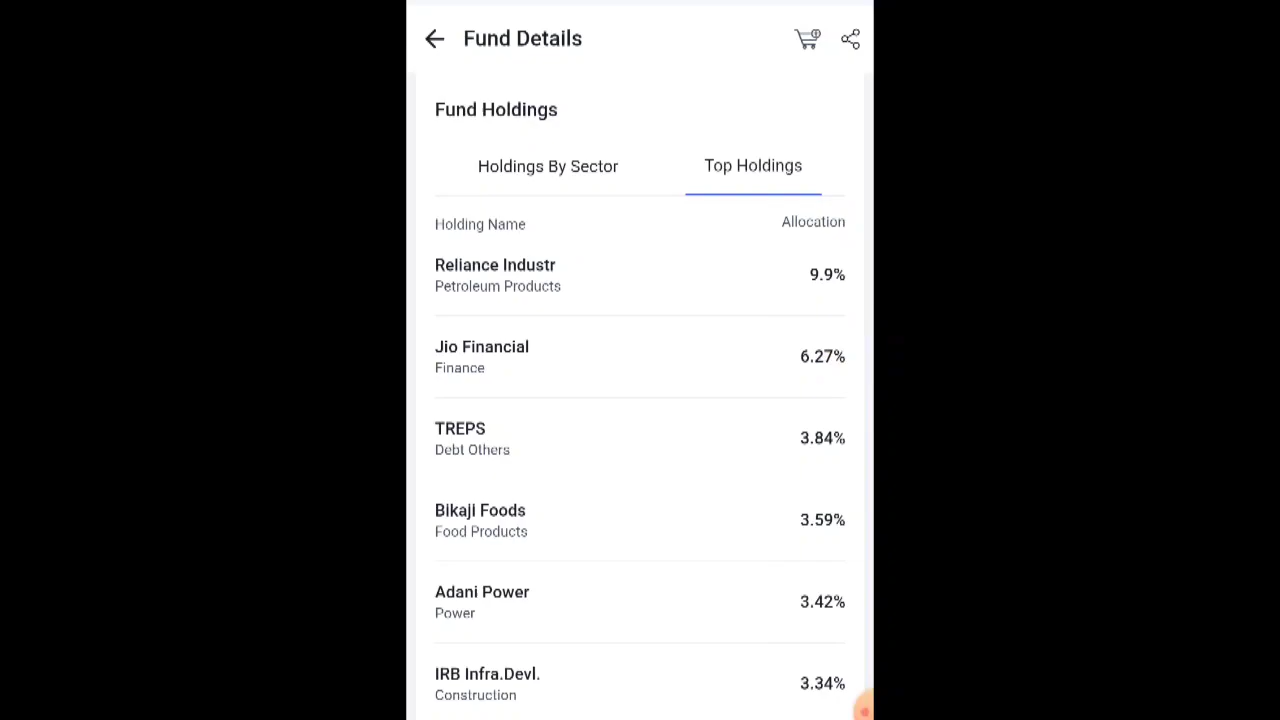 Fund Details
Fund Holdings
Holdings By Sector
Top Holdings
Holding Name
Allocation
Reliance Industr
Petroleum Products
9.9%
Jio Financial
Finance
6.27%
TREPS
Debt Others
3.84%
Bikaji Foods
Food Products
3.59%
Adani Power
Power
3.42%
IRB Infra.Devl.
Construction
3.34%